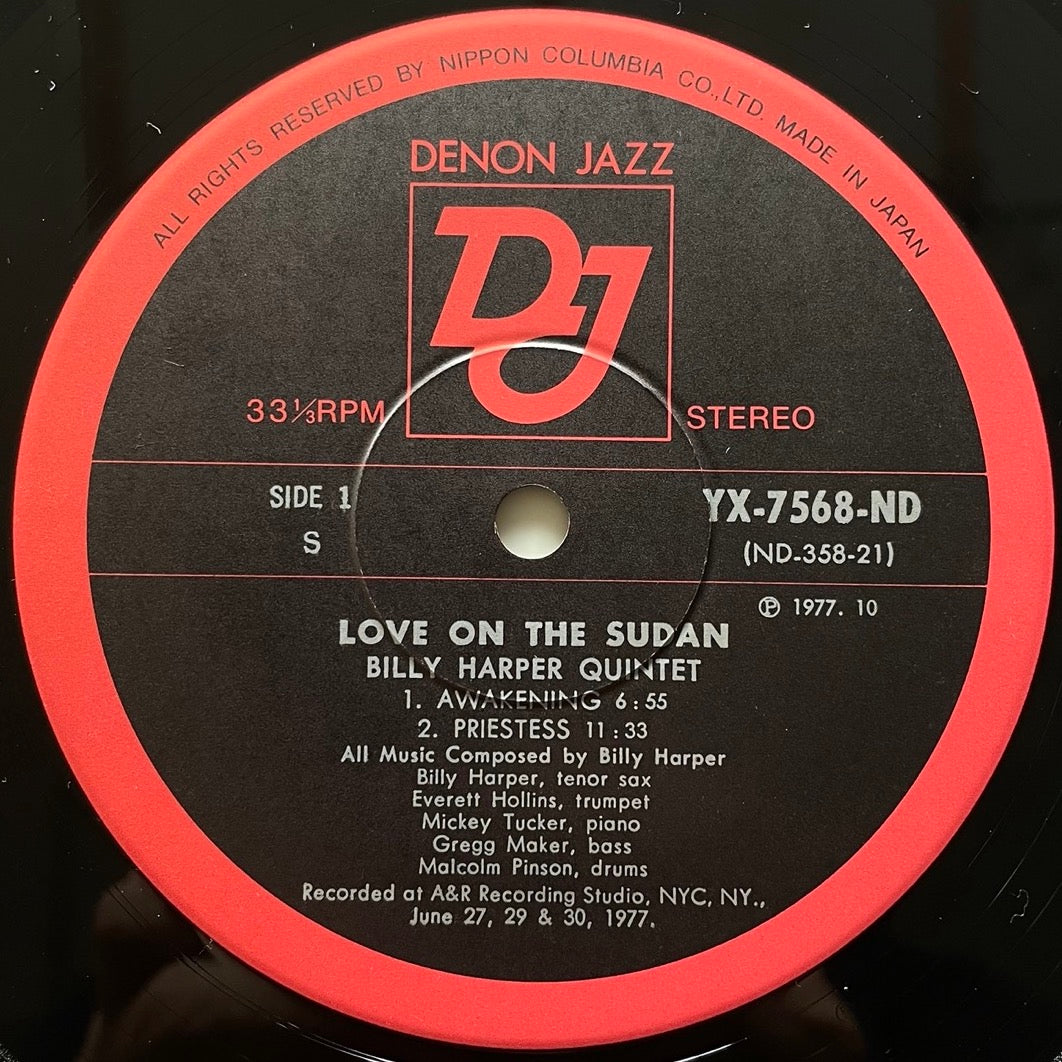 ALL RIGHTS RESERVED BY NIPPON COLUMBIA CO.,LTD. MADE IN JAPAN
DENON JAZZ
DJ
33⅓RPM STEREO
SIDE 1 YX-7568-ND
S (ND-358-21)
℗ 1977. 10
LOVE ON THE SUDAN
BILLY HARPER QUINTET
1. AWAKENING 6:55
2. PRIESTESS 11:33
All Music Composed by Billy Harper
Billy Harper, tenor sax
Everett Hollins, trumpet
Mickey Tucker, piano
Gregg Maker, bass
Malcolm Pinson, drums
Recorded at A&R Recording Studio, NYC, NY.,
June 27, 29 & 30, 1977.